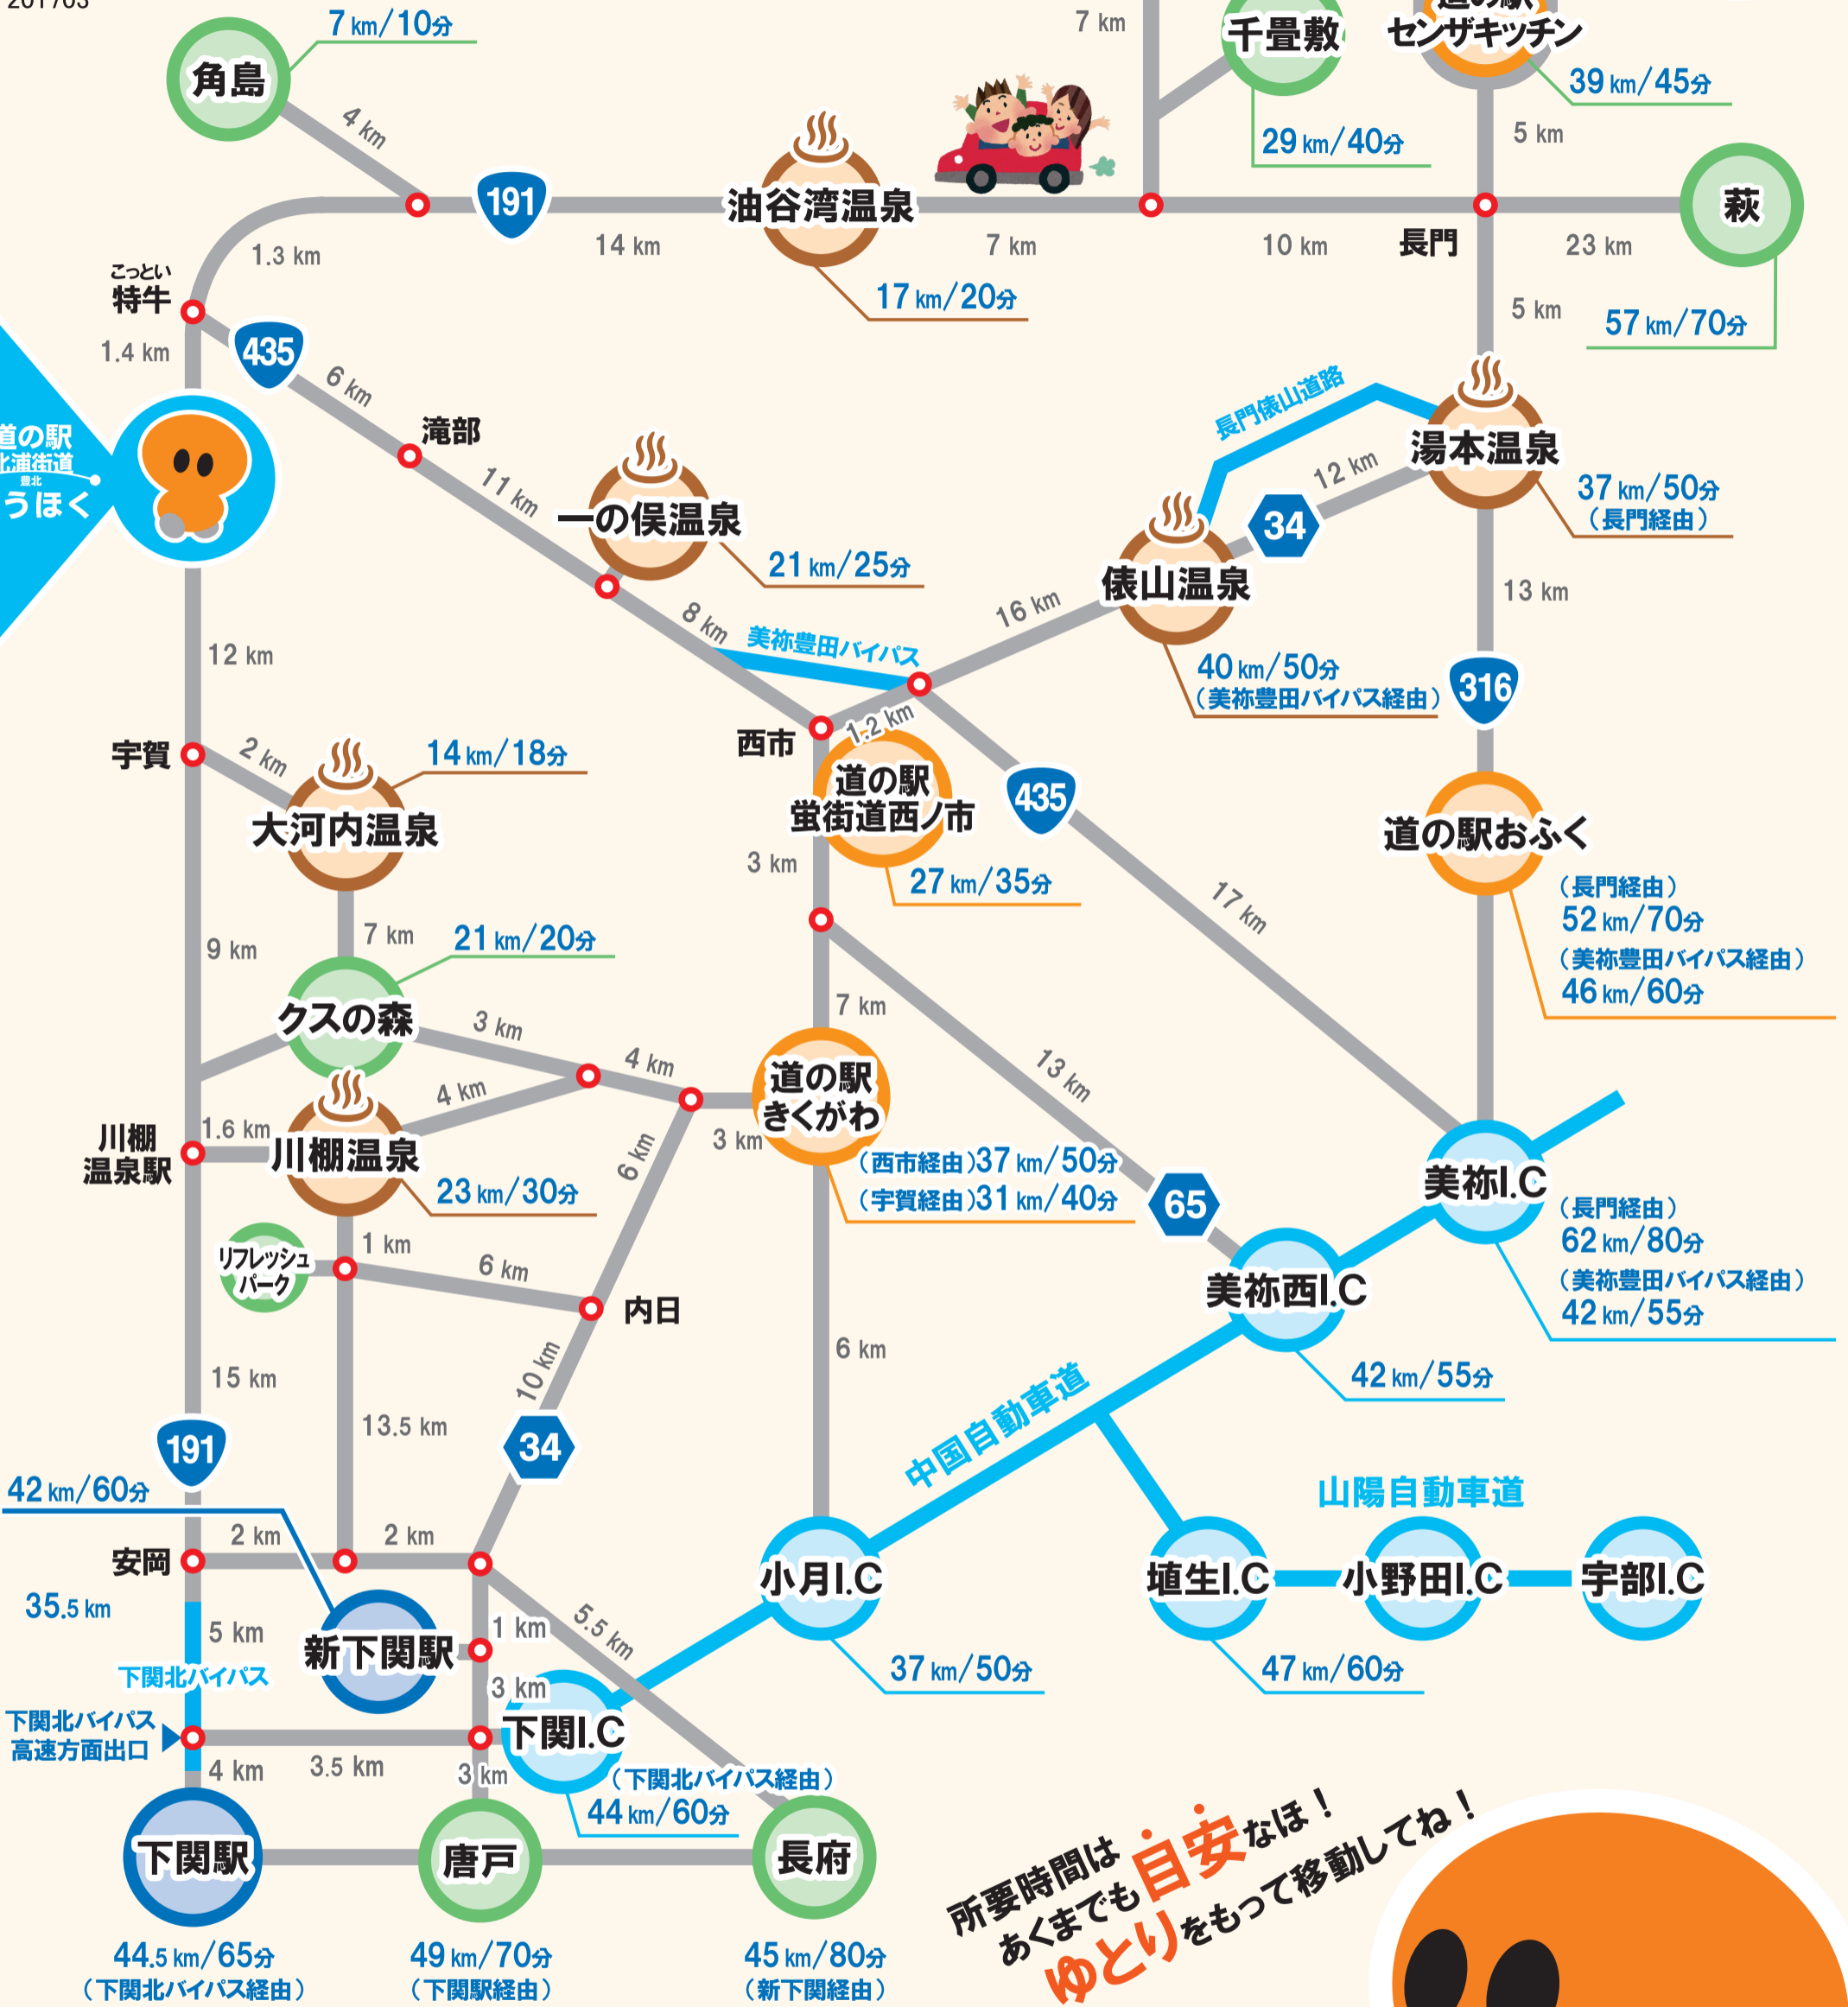 201703
7 km/10分
角島
4 km
7 km
千畳敷
29 km/40分
道の駅
センザキッチン
39 km/45分
5 km
191
14 km
油谷湾温泉
17 km/20分
7 km
10 km
長門
23 km
萩
57 km/70分
5 km
1.3 km
こっとい
特牛
1.4 km
435
6 km
滝部
11 km
一の俣温泉
21 km/25分
8 km
美祢豊田バイパス
道の駅
北浦街道
豊北
うほく
長門俵山道路
湯本温泉
37 km/50分
(長門経由)
12 km
34
俵山温泉
40 km/50分
(美祢豊田バイパス経由)
16 km
13 km
316
12 km
宇賀
2 km
14 km/18分
大河内温泉
西市
1.2 km
道の駅
蛍街道西ノ市
27 km/35分
3 km
435
17 km
道の駅おふく
(長門経由)
52 km/70分
(美祢豊田バイパス経由)
46 km/60分
9 km
7 km
21 km/20分
クスの森
3 km
4 km
4 km
7 km
13 km
道の駅
きくがわ
(西市経由)37 km/50分
(宇賀経由)31 km/40分
3 km
6 km
川棚
温泉駅
1.6 km
川棚温泉
23 km/30分
リフレッシュ
パーク
1 km
6 km
内日
65
美祢I.C
(長門経由)
62 km/80分
(美祢豊田バイパス経由)
42 km/55分
美祢西I.C
42 km/55分
15 km
13.5 km
10 km
34
6 km
中国自動車道
山陽自動車道
191
42 km/60分
安岡
2 km
2 km
35.5 km
5 km
下関北バイパス
新下関駅
1 km
5.5 km
3 km
小月I.C
37 km/50分
埴生I.C
47 km/60分
小野田I.C
宇部I.C
下関北バイパス
高速方面出口
4 km
3.5 km
3 km
下関I.C
(下関北バイパス経由)
44 km/60分
下関駅
44.5 km/65分
(下関北バイパス経由)
唐戸
49 km/70分
(下関駅経由)
長府
45 km/80分
(新下関経由)
所要時間は
あくまでも目安なほ！
ゆとりをもって移動してね！